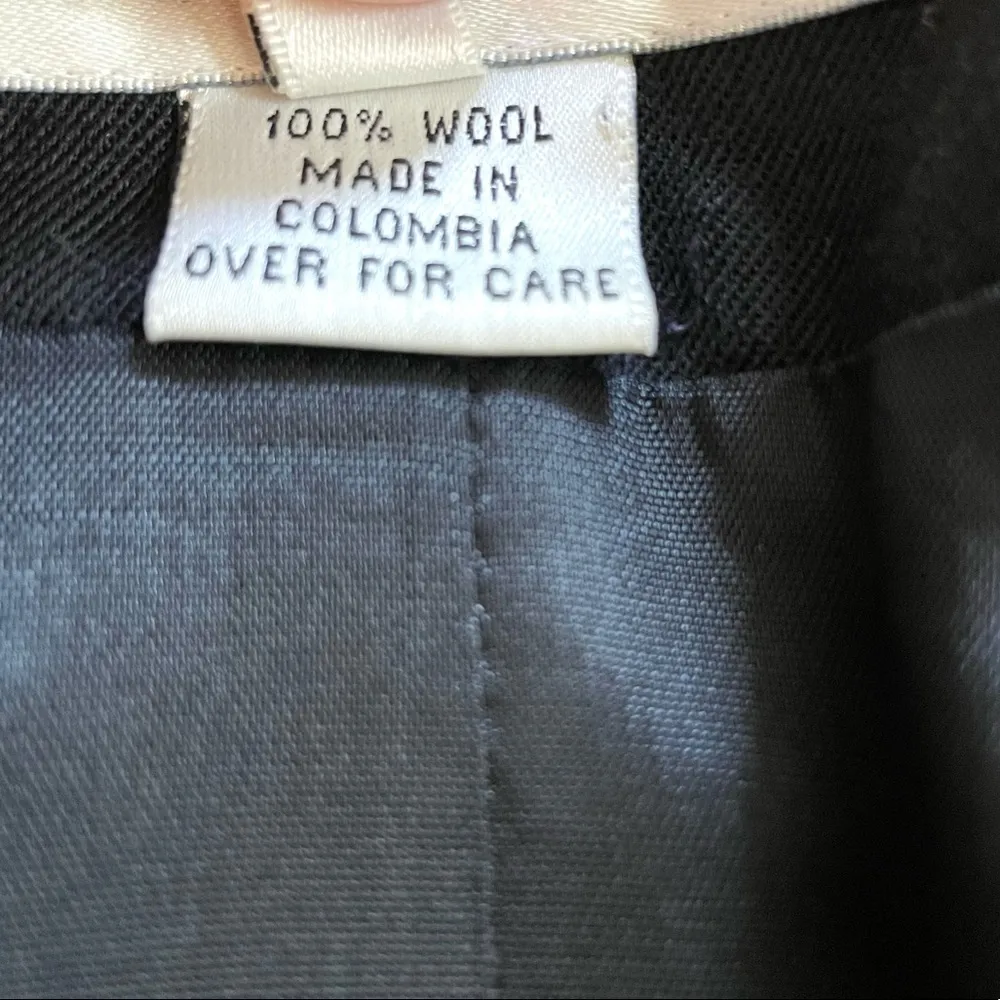 100% WOOL
MADE IN
COLOMBIA
OVER FOR CARE